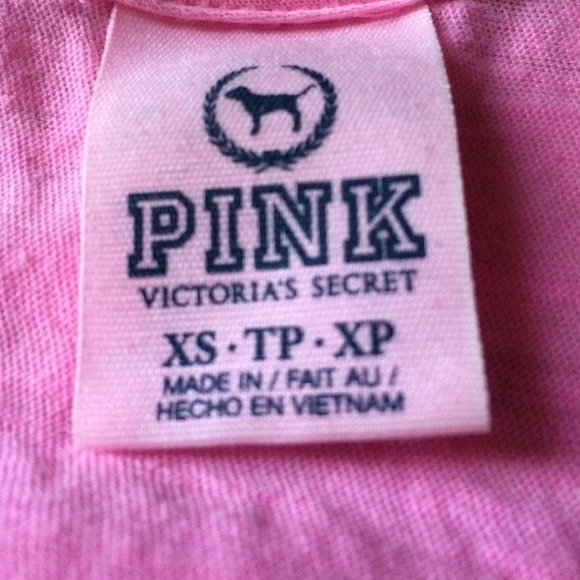 PINK
VICTORIA'S SECRET
XS · TP · XP
MADE IN / FAIT AU /
HECHO EN VIETNAM